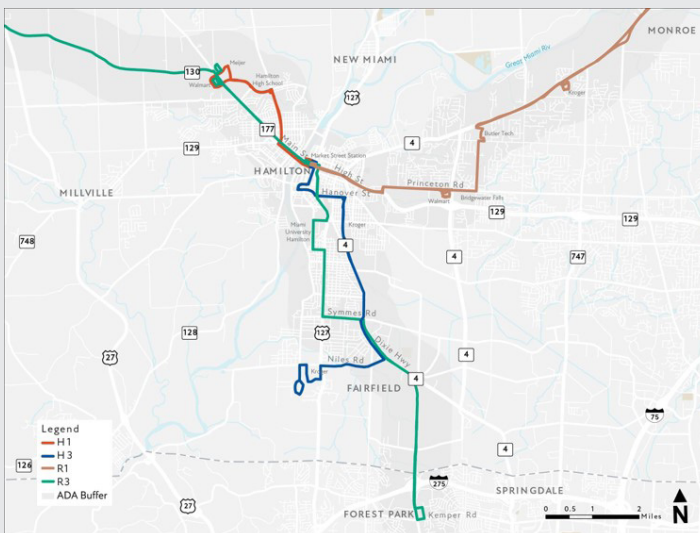 MONROE
NEW MIAMI
Great Miami Riv
Meijer
130
Walmart
Hamilton
High School
127
Kroger
177
4
Butler Tech
129
Main St
Market Street Station
HAMILTON
High St
Princeton Rd
MILLVILLE
Hanover St
Walmart
Bridgewater Falls
129
129
Miami
University
Hamilton
Kroger
748
4
4
747
Symmes Rd
128
127
Dixie Hwy
27
Niles Rd
4
Kroger
4
FAIRFIELD
75
Legend
H 1
H 3
R1
R3
ADA Buffer
4
126
275
27
SPRINGDALE
FOREST PARK
Kemper Rd
0 0.5 1 2
Miles
N